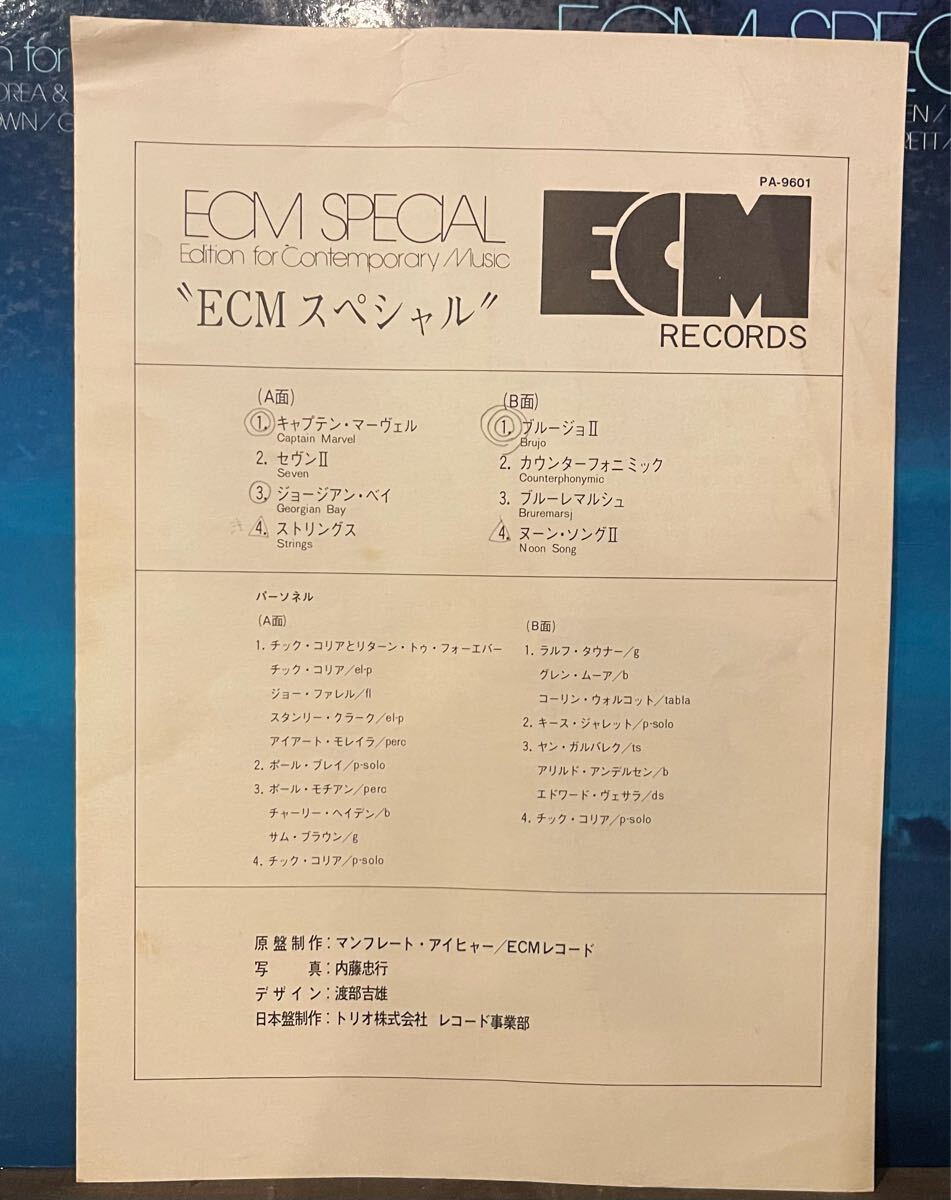 ECM SPEC
n for
OREA &
OWN/G
EN/
RETT/
PA-9601
ECM SPECIAL
Edition for Contemporary Music
〝ECM スペシャル〟
ECM
RECORDS
(A面)
1. キャプテン・マーヴェル
Captain Marvel
2. セヴンⅡ
Seven
3. ジョージアン・ベイ
Georgian Bay
4. ストリングス
Strings
(B面)
1. ブルージョⅡ
Brujo
2. カウンターフォニミック
Counterphonymic
3. ブルーレマルシュ
Bruremarsj
4. ヌーン・ソングⅡ
Noon Song
パーソネル
(A面)
1. チック・コリアとリターン・トゥ・フォーエバー
チック・コリア/el-p
ジョー・ファレル/fl
スタンリー・クラーク/el-p
アイアート・モレイラ/perc
2. ポール・ブレイ/p-solo
3. ポール・モチアン/perc
チャーリー・ヘイデン/b
サム・ブラウン/g
4. チック・コリア/p-solo
(B面)
1. ラルフ・タウナー/g
グレン・ムーア/b
コーリン・ウォルコット/tabla
2. キース・ジャレット/p-solo
3. ヤン・ガルバレク/ts
アリルド・アンデルセン/b
エドワード・ヴェサラ/ds
4. チック・コリア/p-solo
原盤制作：マンフレート・アイヒャー/ECMレコード
写　真：内藤忠行
デザイン：渡部吉雄
日本盤制作：トリオ株式会社 レコード事業部